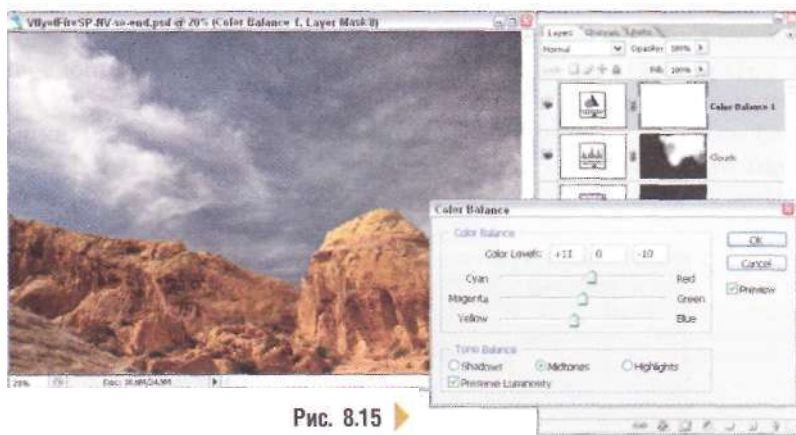 VllyofFireSP-NV-so-end.psd @ 20% (Color Balance 1, Layer Mask/8)
Layers Channels
Normal Opacity: 100%
Fill: 100%
Color Balance 1
Clouds
Color Balance
Color Balance
Color Levels: +11 0 -10
Cyan Red
Magenta Green
Yellow Blue
OK
Cancel
Preview
Tone Balance
Shadows Midtones Highlights
Preserve Luminosity
20%
Рис. 8.15